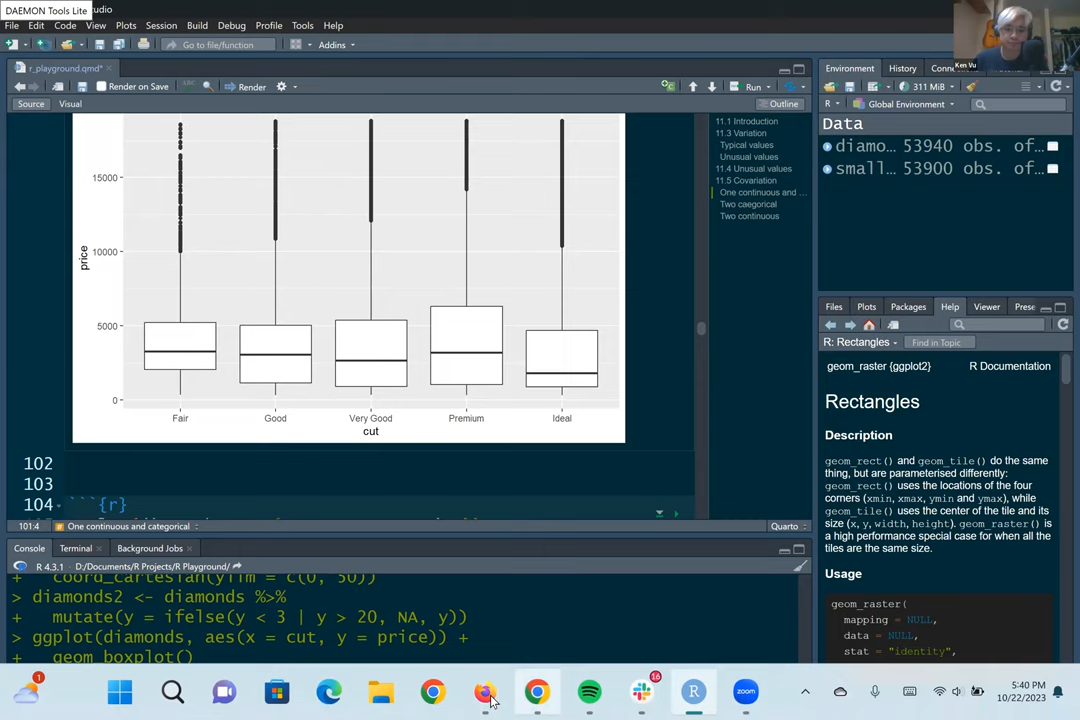 DAEMON Tools Lite
studio
File Edit Code View Plots Session Build Debug Profile Tools Help
Go to file/function
Addins
Ken Vu
r_playground.qmd*
Render on Save
Render
Run
Source Visual
Outline
15000
10000
5000
0
price
Fair Good Very Good Premium Ideal
cut
11.1 Introduction
11.3 Variation
Typical values
Unusual values
11.4 Unusual values
11.5 Covariation
One continuous and ...
Two caegorical
Two continuous
102
103
104 ```{r}
101:4 # One continuous and categorical Quarto
Console Terminal Background Jobs
R 4.3.1 · D:/Documents/R Projects/R Playground/
+ coord_cartesian(ylim = c(0, 50))
> diamonds2 <- diamonds %>%
+ mutate(y = ifelse(y < 3 | y > 20, NA, y))
> ggplot(diamonds, aes(x = cut, y = price)) +
+ geom_boxplot()
Environment History
311 MiB
R Global Environment
Data
diamo... 53940 obs. of...
small... 53900 obs. of...
Files Plots Packages Help Viewer Prese
R: Rectangles Find in Topic
geom_raster {ggplot2} R Documentation
Rectangles
Description
geom_rect() and geom_tile() do the same
thing, but are parameterised differently:
geom_rect() uses the locations of the four
corners (xmin, xmax, ymin and ymax), while
geom_tile() uses the center of the tile and its
size (x, y, width, height). geom_raster() is
a high performance special case for when all the
tiles are the same size.
Usage
geom_raster(
mapping = NULL,
data = NULL,
stat = "identity",
1
16
R
zoom
5:40 PM
10/22/2023